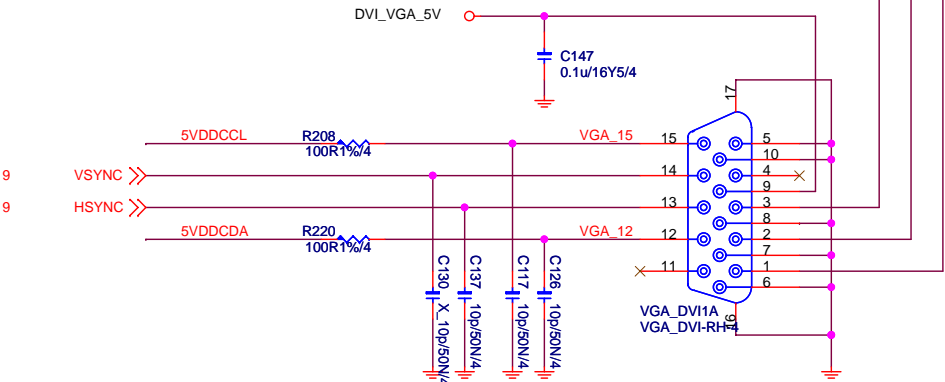 DVI_VGA_5V
C147
0.1u/16Y5/4
17
5VDDCCL
R208
100R1%/4
VGA_15
15
5
10
9
VSYNC
14
4
9
9
HSYNC
13
3
8
5VDDCDA
R220
100R1%/4
VGA_12
12
2
7
11
1
6
C130
X_10p/50N/4
C137
10p/50N/4
C117
10p/50N/4
C126
10p/50N/4
VGA_DVI1A
VGA_DVI-RH-4
16